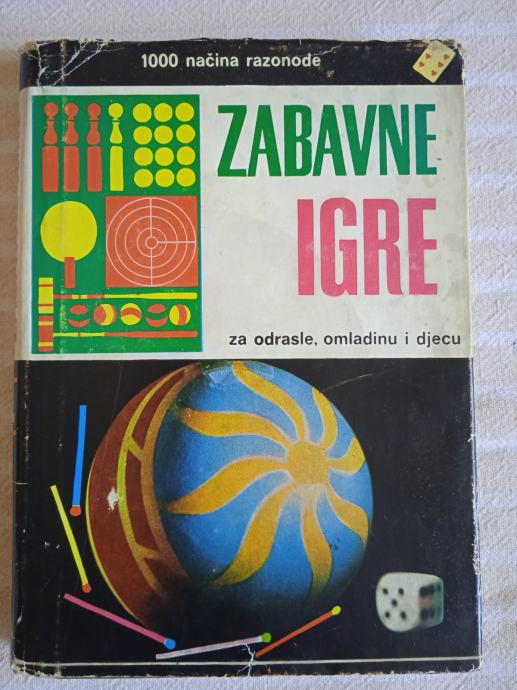 1000 načina razonode
ZABAVNE
IGRE
za odrasle, omladinu i djecu